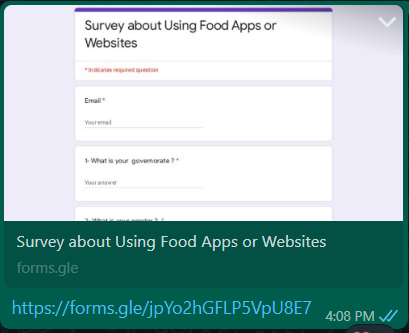 Survey about Using Food Apps or
Websites
* Indicates required question
Email *
Your email
1- What is your governorate ? *
Your answer
2- What is your gender ? *
Survey about Using Food Apps or Websites
forms.gle
https://forms.gle/jpYo2hGFLP5VpU8E7
4:08 PM